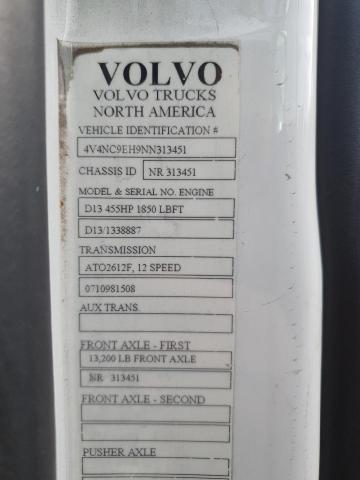 VOLVO
VOLVO TRUCKS
NORTH AMERICA
VEHICLE IDENTIFICATION #
4V4NC9EH9NN313451
CHASSIS ID NR 313451
MODEL & SERIAL NO. ENGINE
D13 455HP 1850 LBFT
D13/1338887
TRANSMISSION
ATO2612F, 12 SPEED
0710981508
AUX TRANS.
FRONT AXLE - FIRST
13,200 LB FRONT AXLE
NR 313451
FRONT AXLE - SECOND
PUSHER AXLE